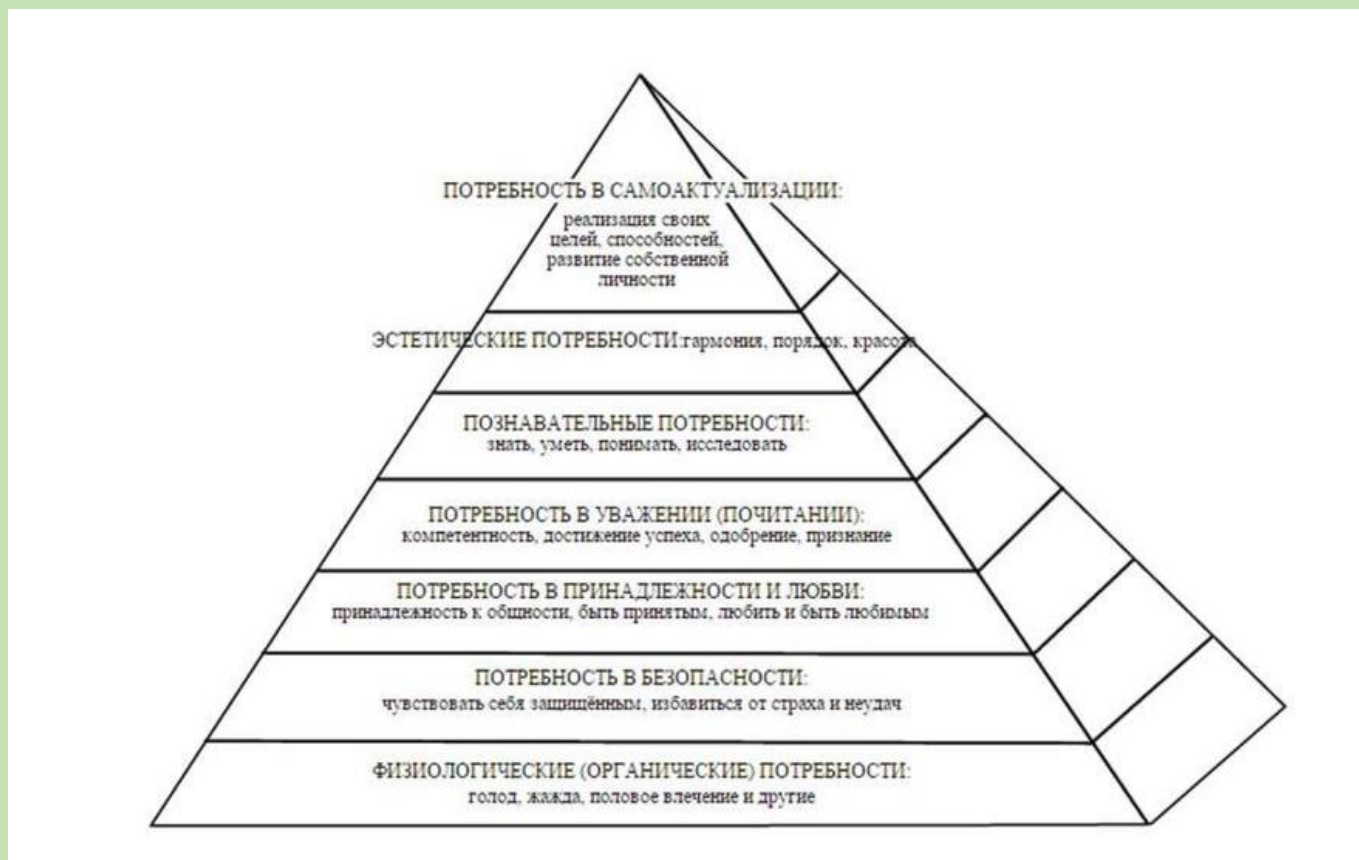 ПОТРЕБНОСТЬ В САМОАКТУАЛИЗАЦИИ:
реализация своих
целей, способностей,
развитие собственной
личности
ЭСТЕТИЧЕСКИЕ ПОТРЕБНОСТИ:гармония, порядок, красота
ПОЗНАВАТЕЛЬНЫЕ ПОТРЕБНОСТИ:
знать, уметь, понимать, исследовать
ПОТРЕБНОСТЬ В УВАЖЕНИИ (ПОЧИТАНИИ):
компетентность, достижение успеха, одобрение, признание
ПОТРЕБНОСТЬ В ПРИНАДЛЕЖНОСТИ И ЛЮБВИ:
принадлежность к общности, быть принятым, любить и быть любимым
ПОТРЕБНОСТЬ В БЕЗОПАСНОСТИ:
чувствовать себя защищённым, избавиться от страха и неудач
ФИЗИОЛОГИЧЕСКИЕ (ОРГАНИЧЕСКИЕ) ПОТРЕБНОСТИ:
голод, жажда, половое влечение и другие